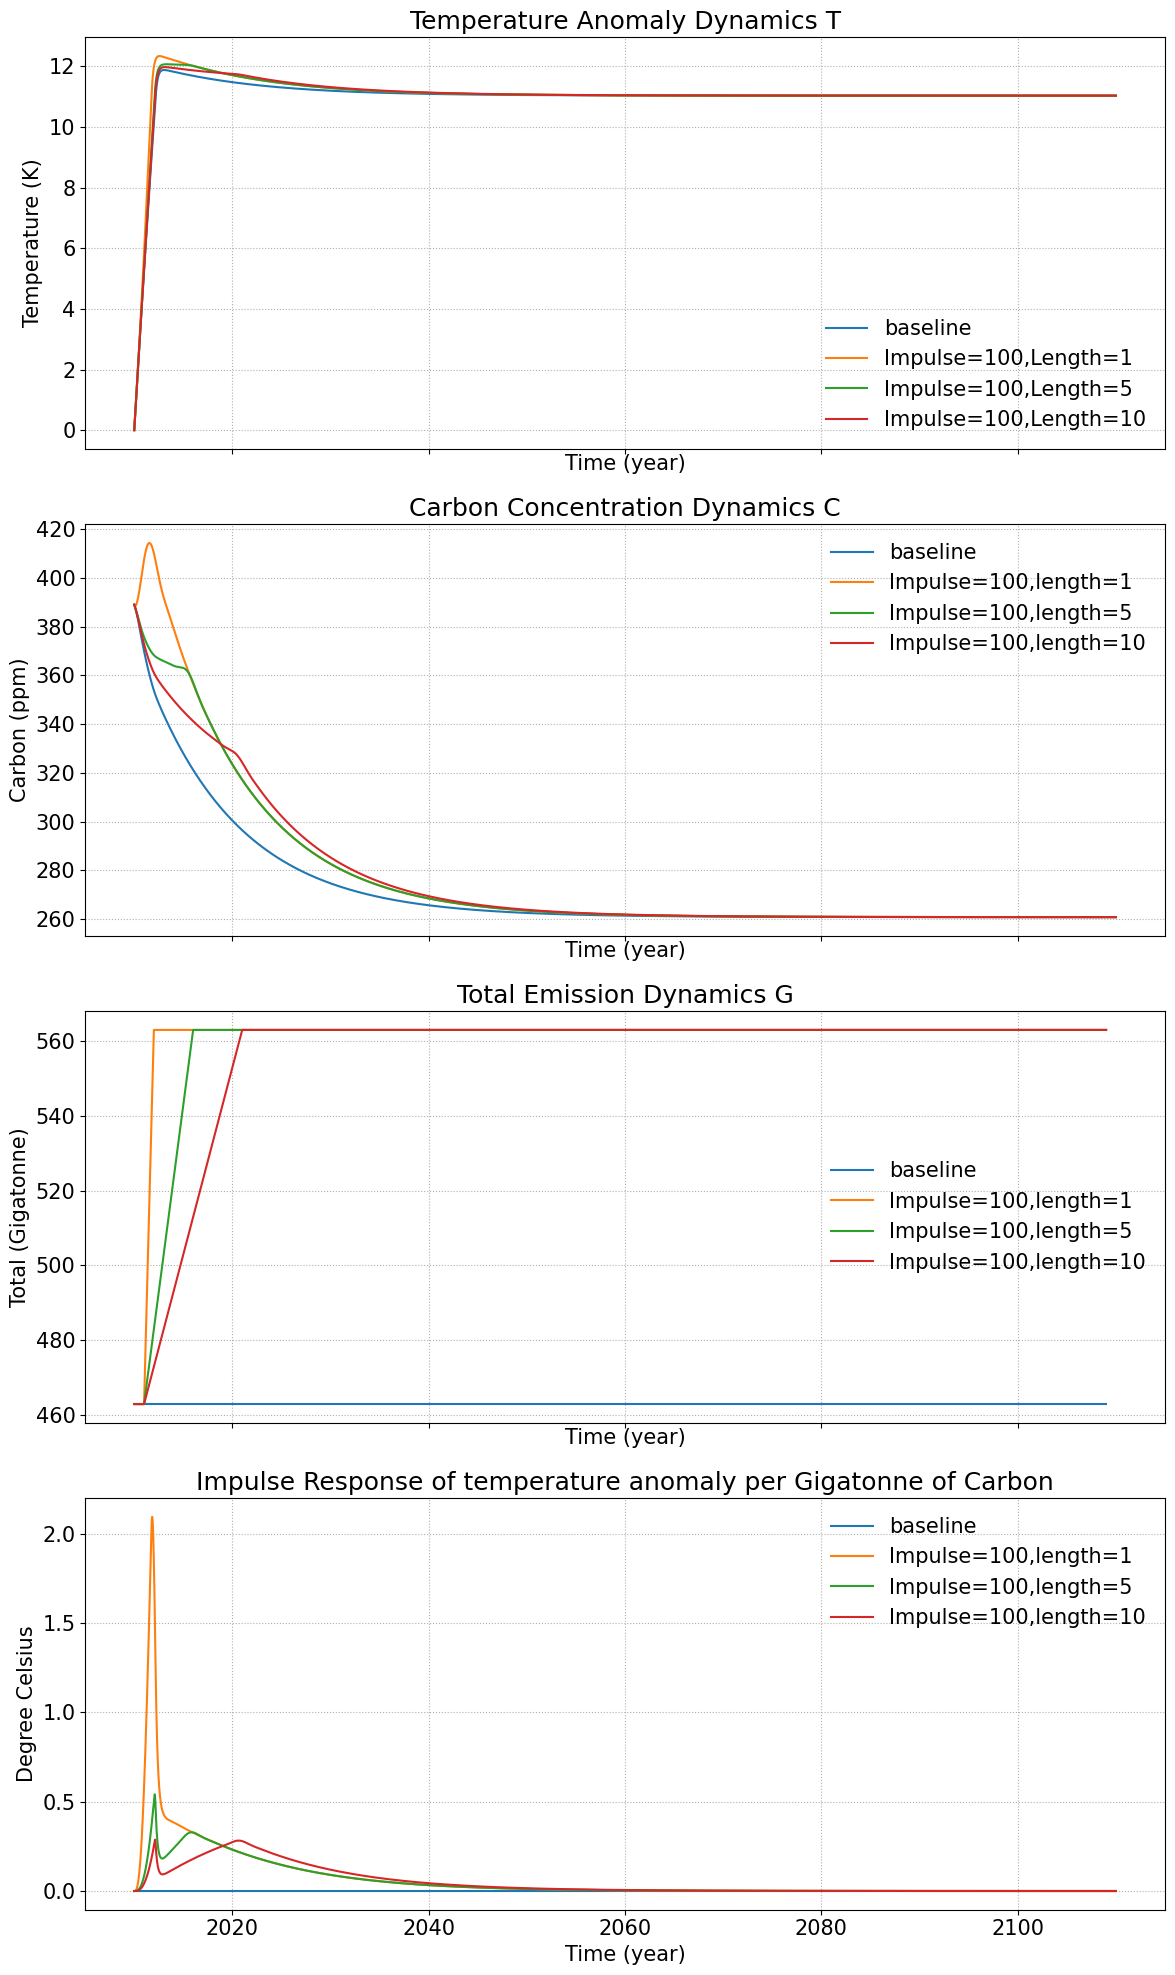 Temperature Anomaly Dynamics T
Temperature (K)
12
10
8
6
4
2
0
baseline
Impulse=100,Length=1
Impulse=100,Length=5
Impulse=100,Length=10
Time (year)
Carbon Concentration Dynamics C
Carbon (ppm)
420
400
380
360
340
320
300
280
260
baseline
Impulse=100,length=1
Impulse=100,length=5
Impulse=100,length=10
Time (year)
Total Emission Dynamics G
Total (Gigatonne)
560
540
520
500
480
460
baseline
Impulse=100,length=1
Impulse=100,length=5
Impulse=100,length=10
Time (year)
Impulse Response of temperature anomaly per Gigatonne of Carbon
Degree Celsius
2.0
1.5
1.0
0.5
0.0
baseline
Impulse=100,length=1
Impulse=100,length=5
Impulse=100,length=10
2020 2040 2060 2080 2100
Time (year)